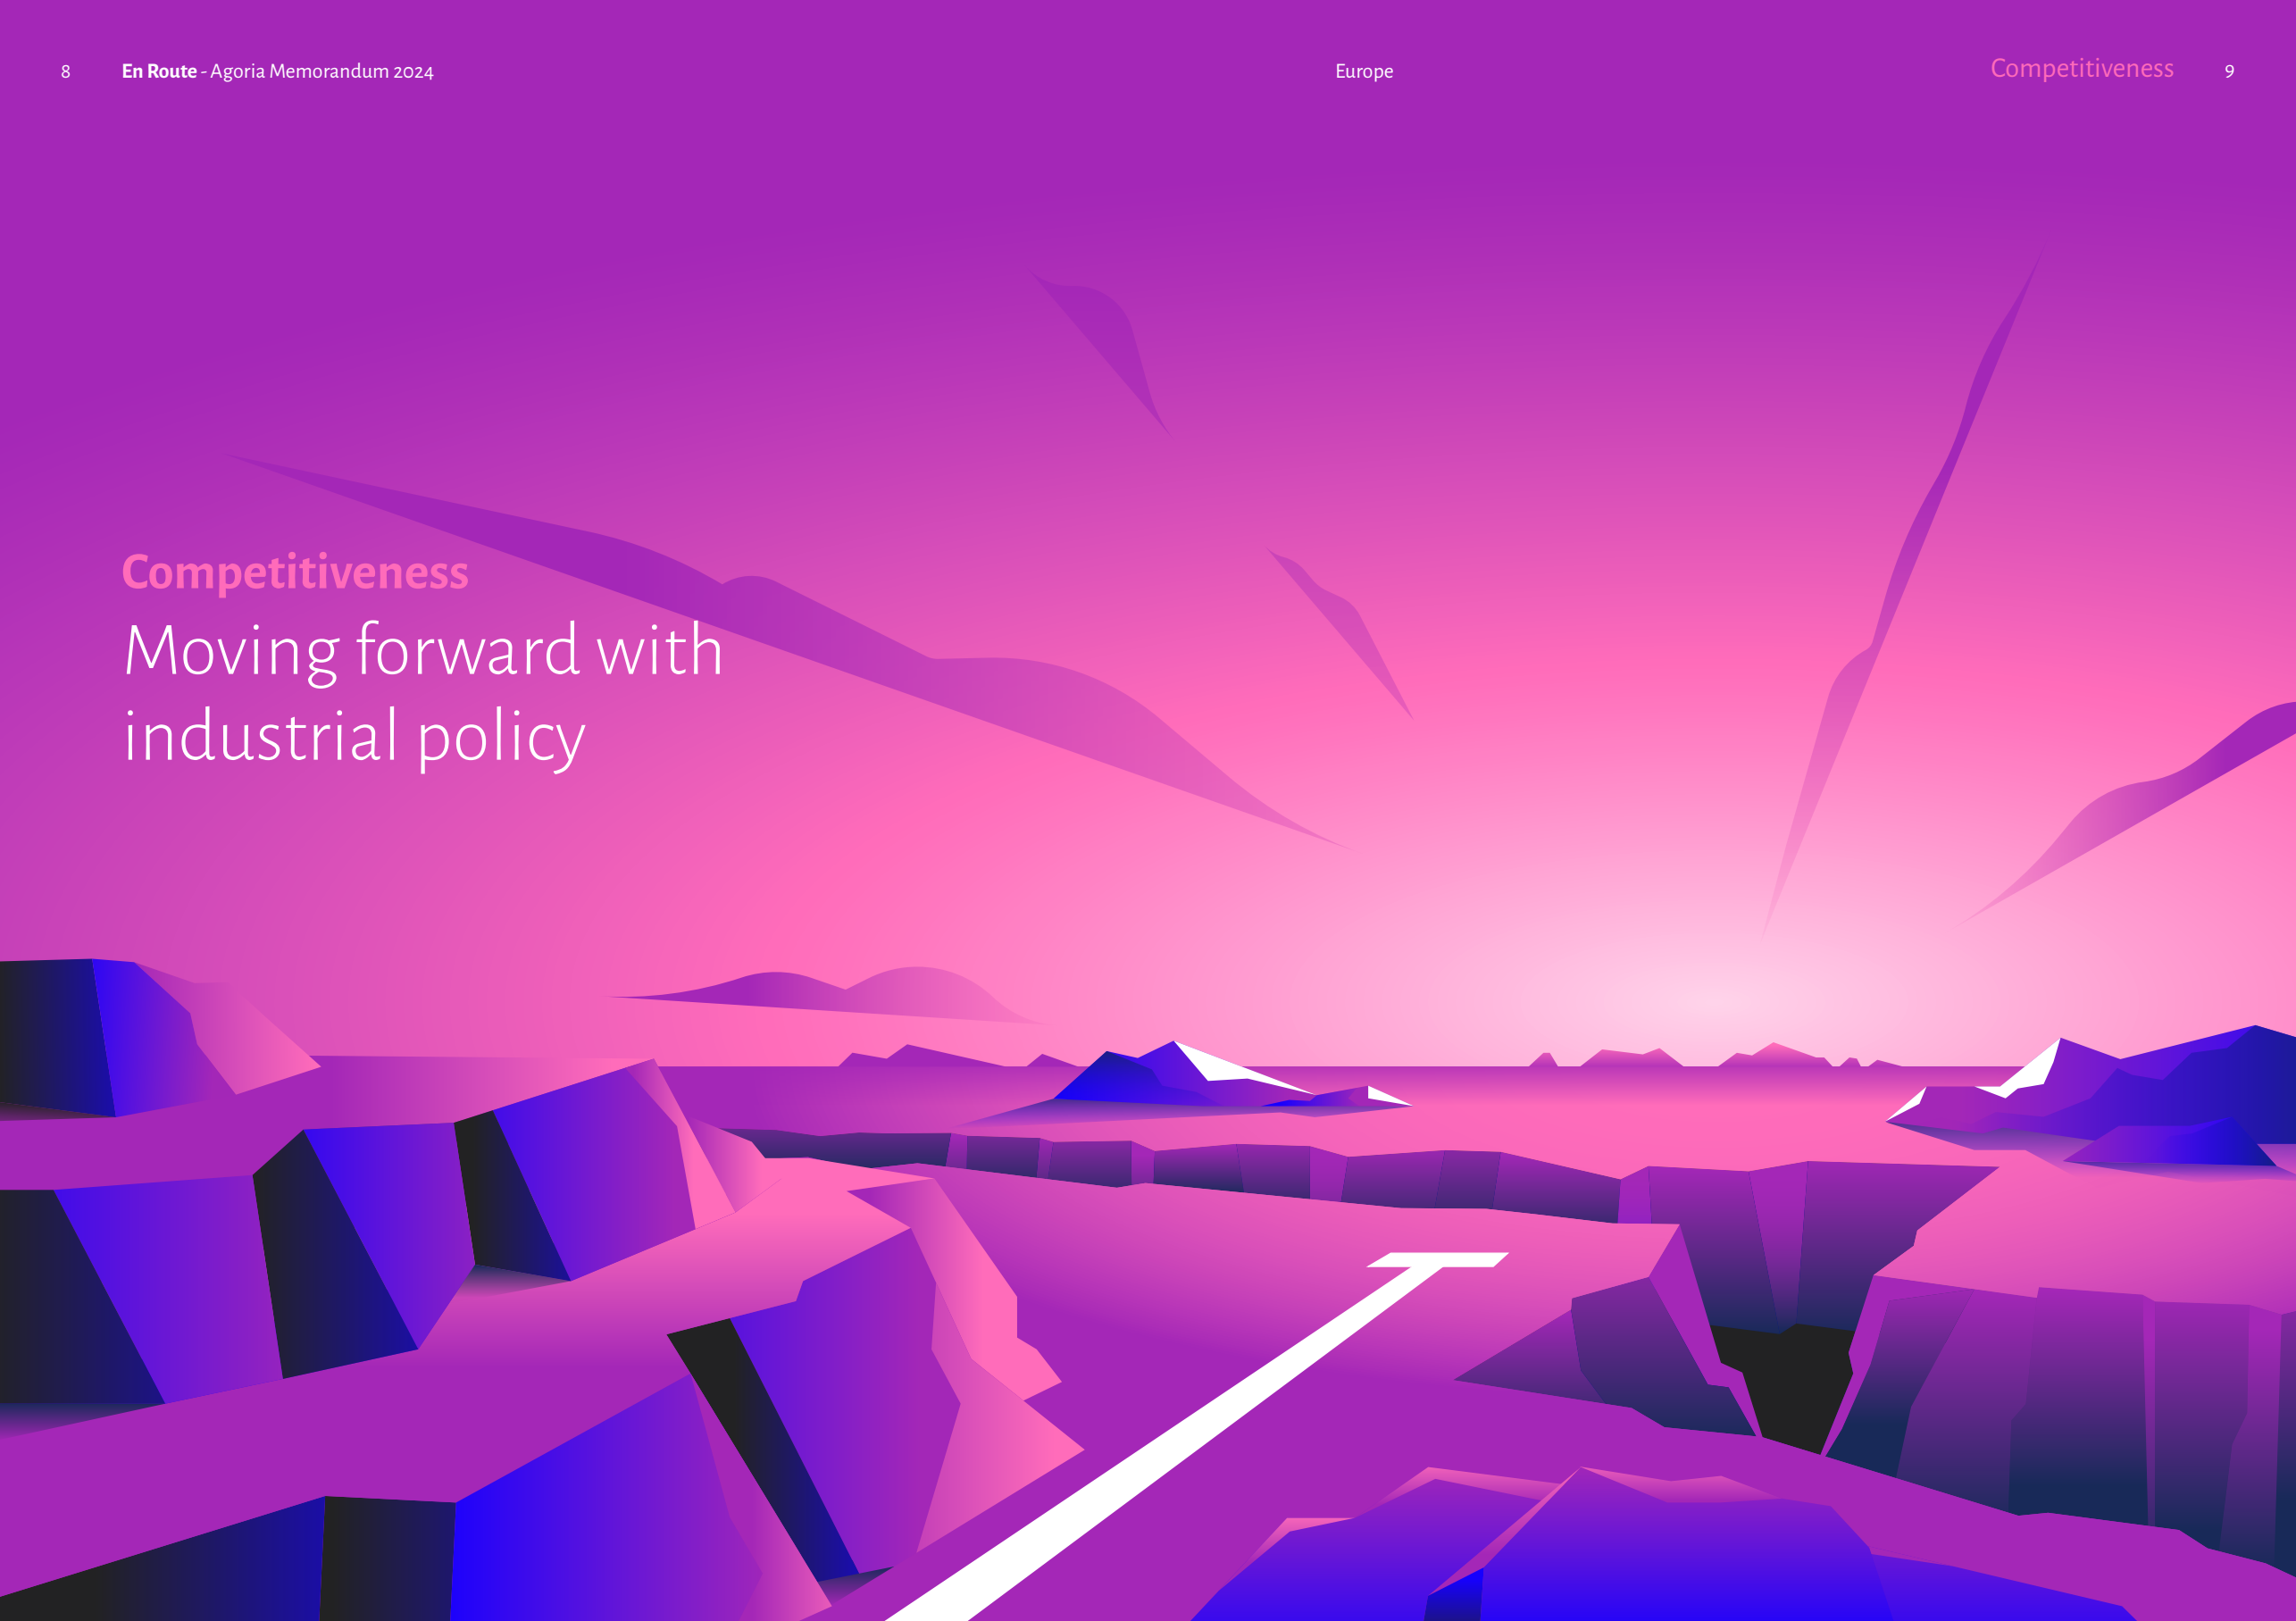 8
En Route - Agoria Memorandum 2024
Europe
Competitiveness
9
Competitiveness
Moving forward with
industrial policy